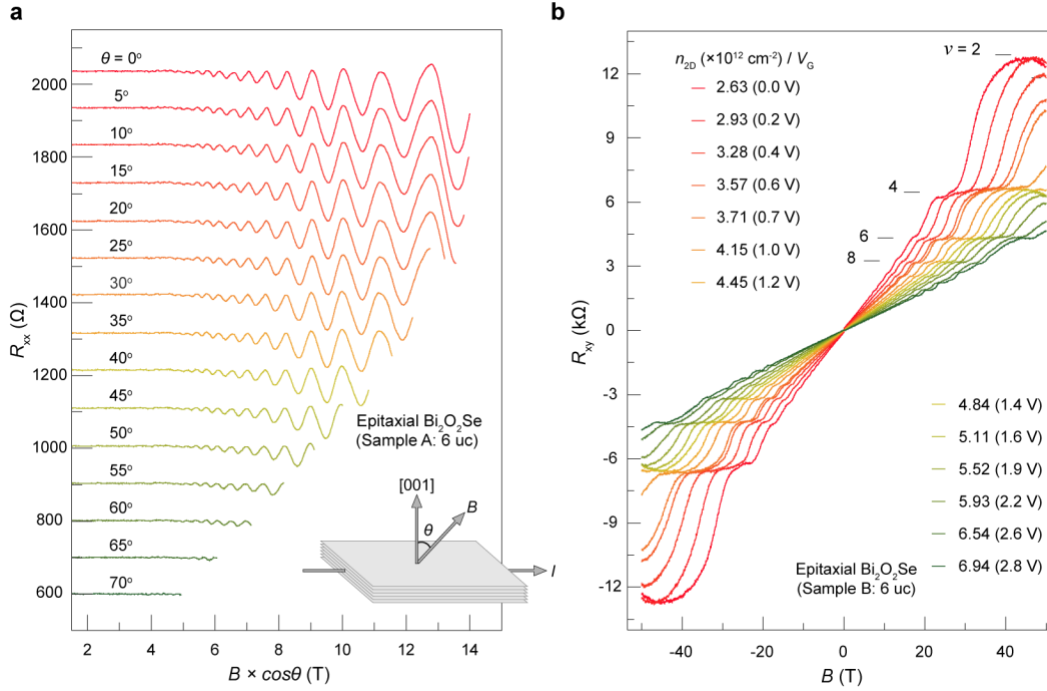 a
θ = 0°
5°
10°
15°
20°
25°
30°
35°
40°
45°
50°
55°
60°
65°
70°
2000
1800
1600
1400
1200
1000
800
600
Rxx (Ω)
Epitaxial Bi2O2Se
(Sample A: 6 uc)
[001]
B
θ
I
2 4 6 8 10 12 14
B × cosθ (T)
b
n2D (×10^12 cm^-2) / VG
2.63 (0.0 V)
2.93 (0.2 V)
3.28 (0.4 V)
3.57 (0.6 V)
3.71 (0.7 V)
4.15 (1.0 V)
4.45 (1.2 V)
ν = 2
4
6
8
12
9
6
3
0
-3
-6
-9
-12
Rxy (kΩ)
4.84 (1.4 V)
5.11 (1.6 V)
5.52 (1.9 V)
5.93 (2.2 V)
6.54 (2.6 V)
6.94 (2.8 V)
Epitaxial Bi2O2Se
(Sample B: 6 uc)
-40 -20 0 20 40
B (T)